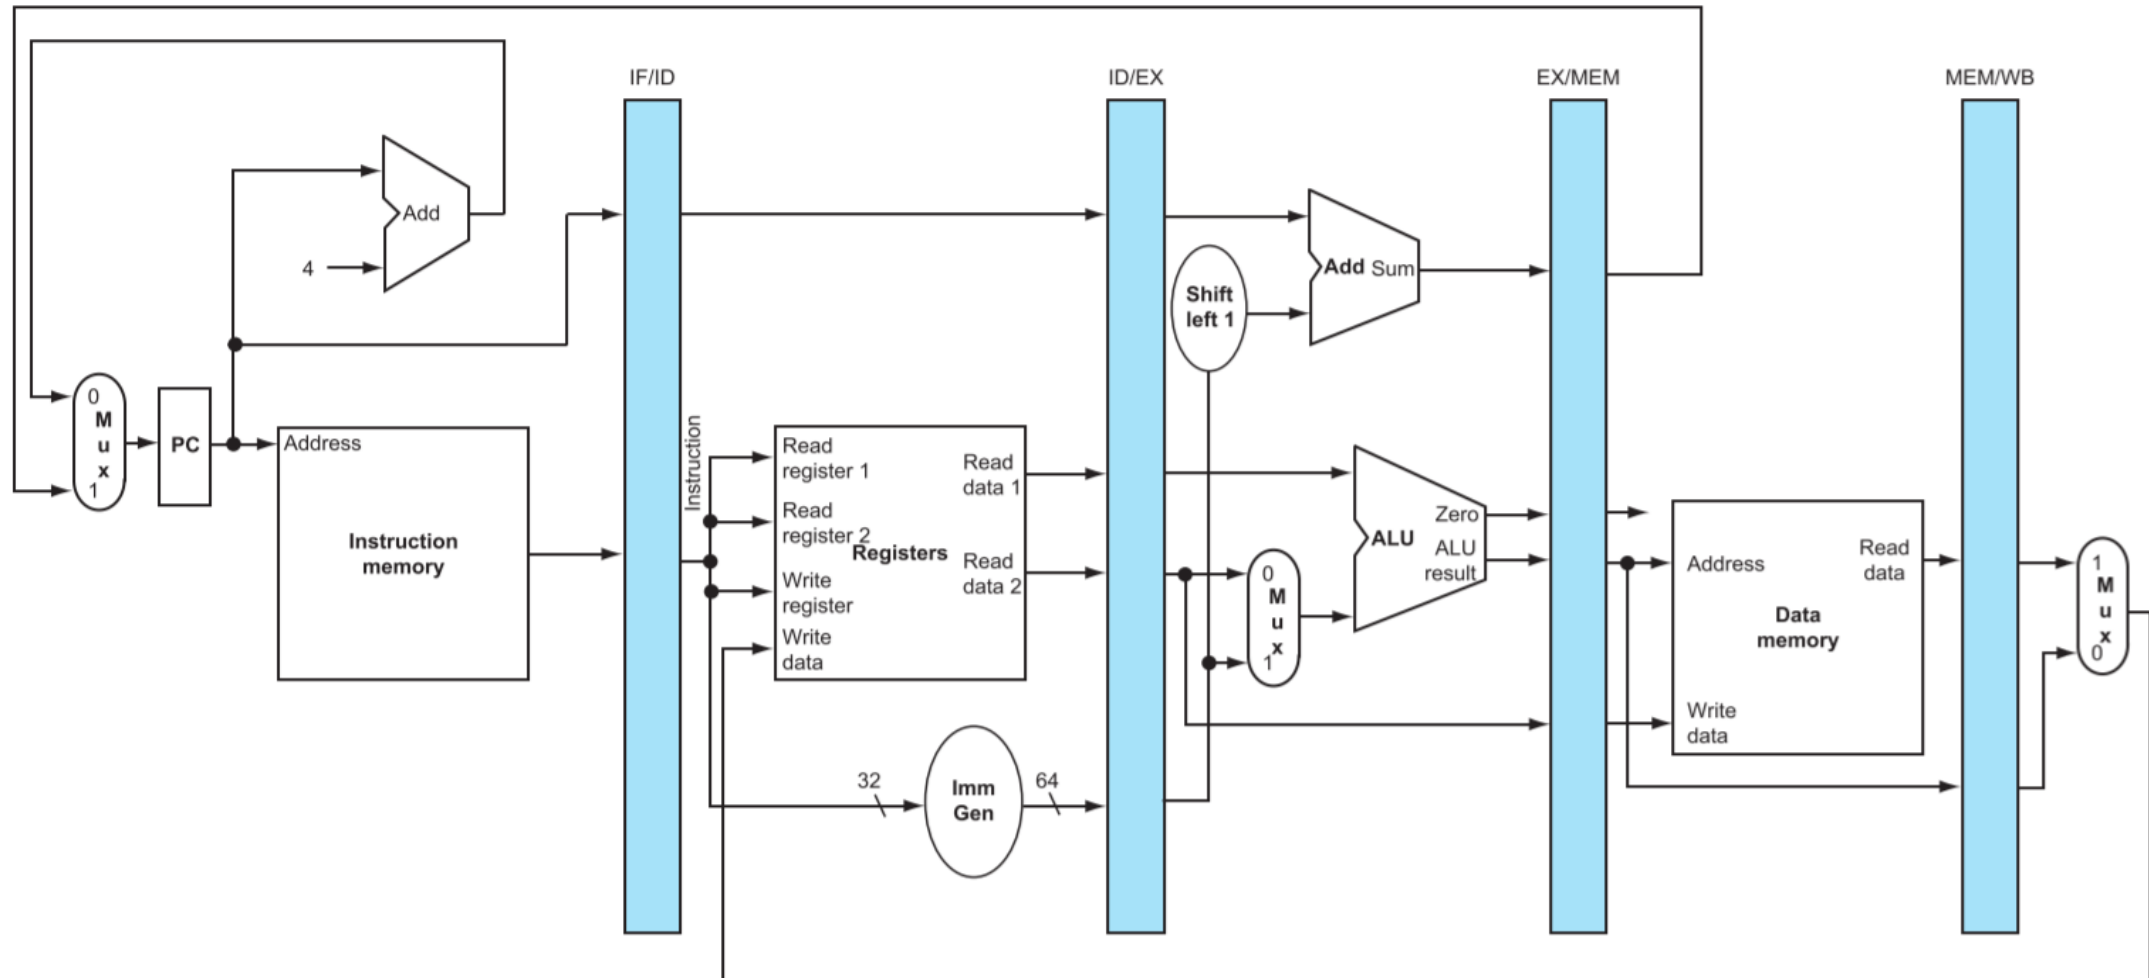 IF/ID
ID/EX
EX/MEM
MEM/WB
Add
4
Add Sum
Shift
left 1
0
M
u
x
1
PC
Address
Instruction
memory
Instruction
Read
register 1
Read
register 2
Registers
Write
register
Write
data
Read
data 1
Read
data 2
0
M
u
x
1
Zero
ALU
ALU
result
Address
Read
data
Data
memory
Write
data
1
M
u
x
0
32
Imm
Gen
64